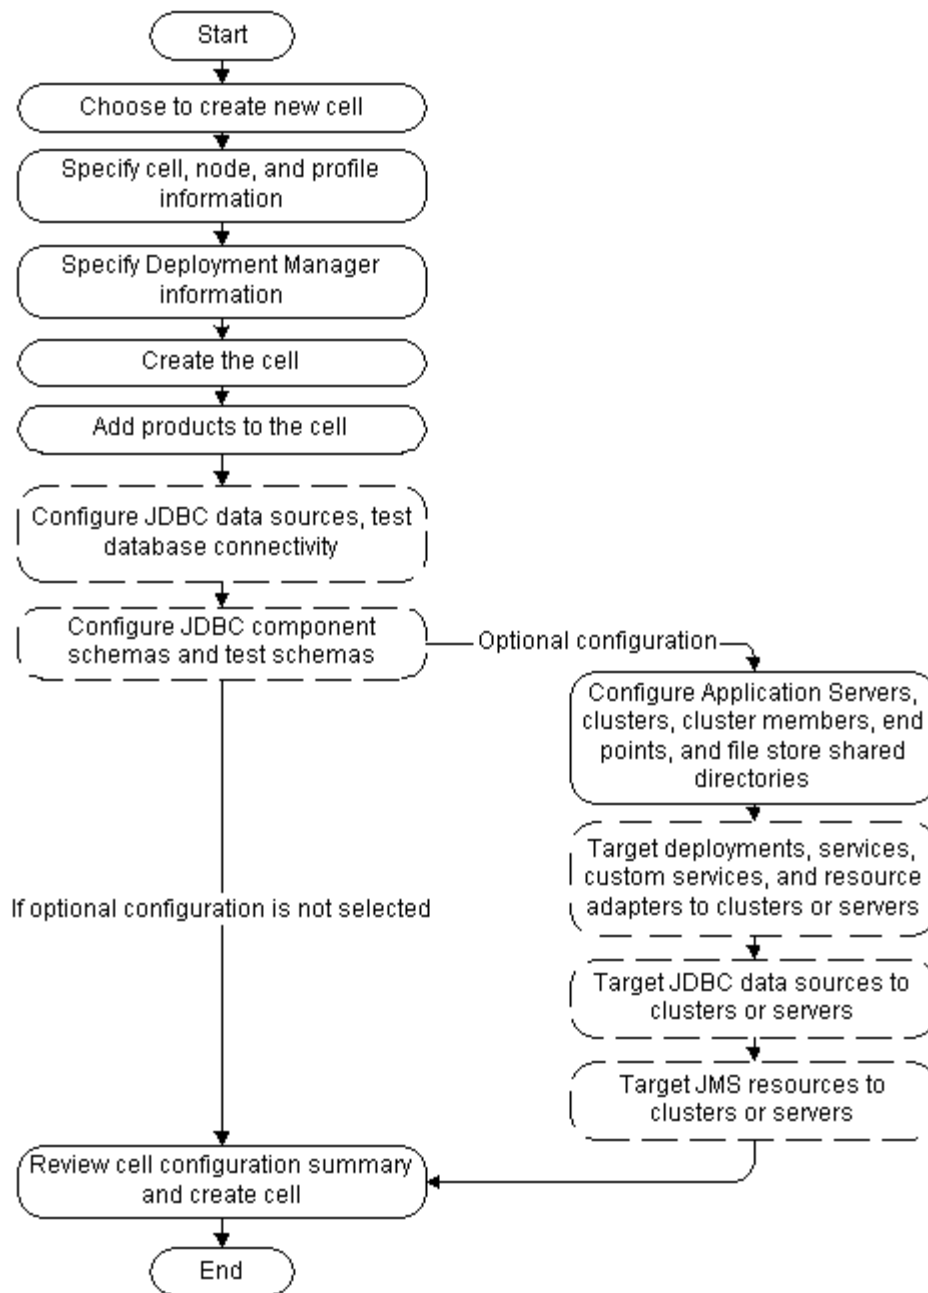 Start
Choose to create new cell
Specify cell, node, and profile
information
Specify Deployment Manager
information
Create the cell
Add products to the cell
Configure JDBC data sources, test
database connectivity
Configure JDBC component
schemas and test schemas
Optional configuration
Configure Application Servers,
clusters, cluster members, end
points, and file store shared
directories
Target deployments, services,
custom services, and resource
adapters to clusters or servers
If optional configuration is not selected
Target JDBC data sources to
clusters or servers
Target JMS resources to
clusters or servers
Review cell configuration summary
and create cell
End